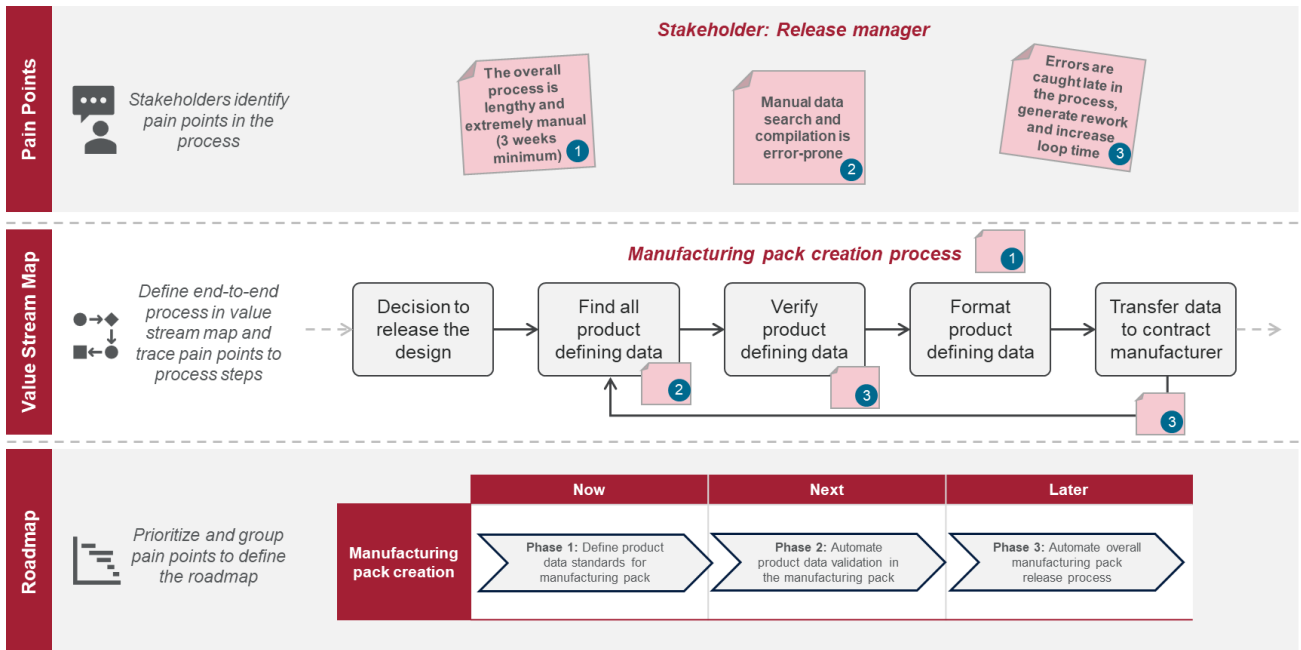 Pain Points
Stakeholders identify
pain points in the
process
Stakeholder: Release manager
The overall
process is
lengthy and
extremely manual
(3 weeks
minimum)
1
Manual data
search and
compilation is
error-prone
2
Errors are
caught late in
the process,
generate rework
and increase
loop time
3
Value Stream Map
Define end-to-end
process in value
stream map and
trace pain points to
process steps
Manufacturing pack creation process
1
Decision to
release the
design
Find all
product
defining data
2
Verify
product
defining data
3
Format
product
defining data
Transfer data
to contract
manufacturer
3
Roadmap
Prioritize and group
pain points to define
the roadmap
Now
Next
Later
Manufacturing
pack creation
Phase 1: Define product
data standards for
manufacturing pack
Phase 2: Automate
product data validation in
the manufacturing pack
Phase 3: Automate overall
manufacturing pack
release process